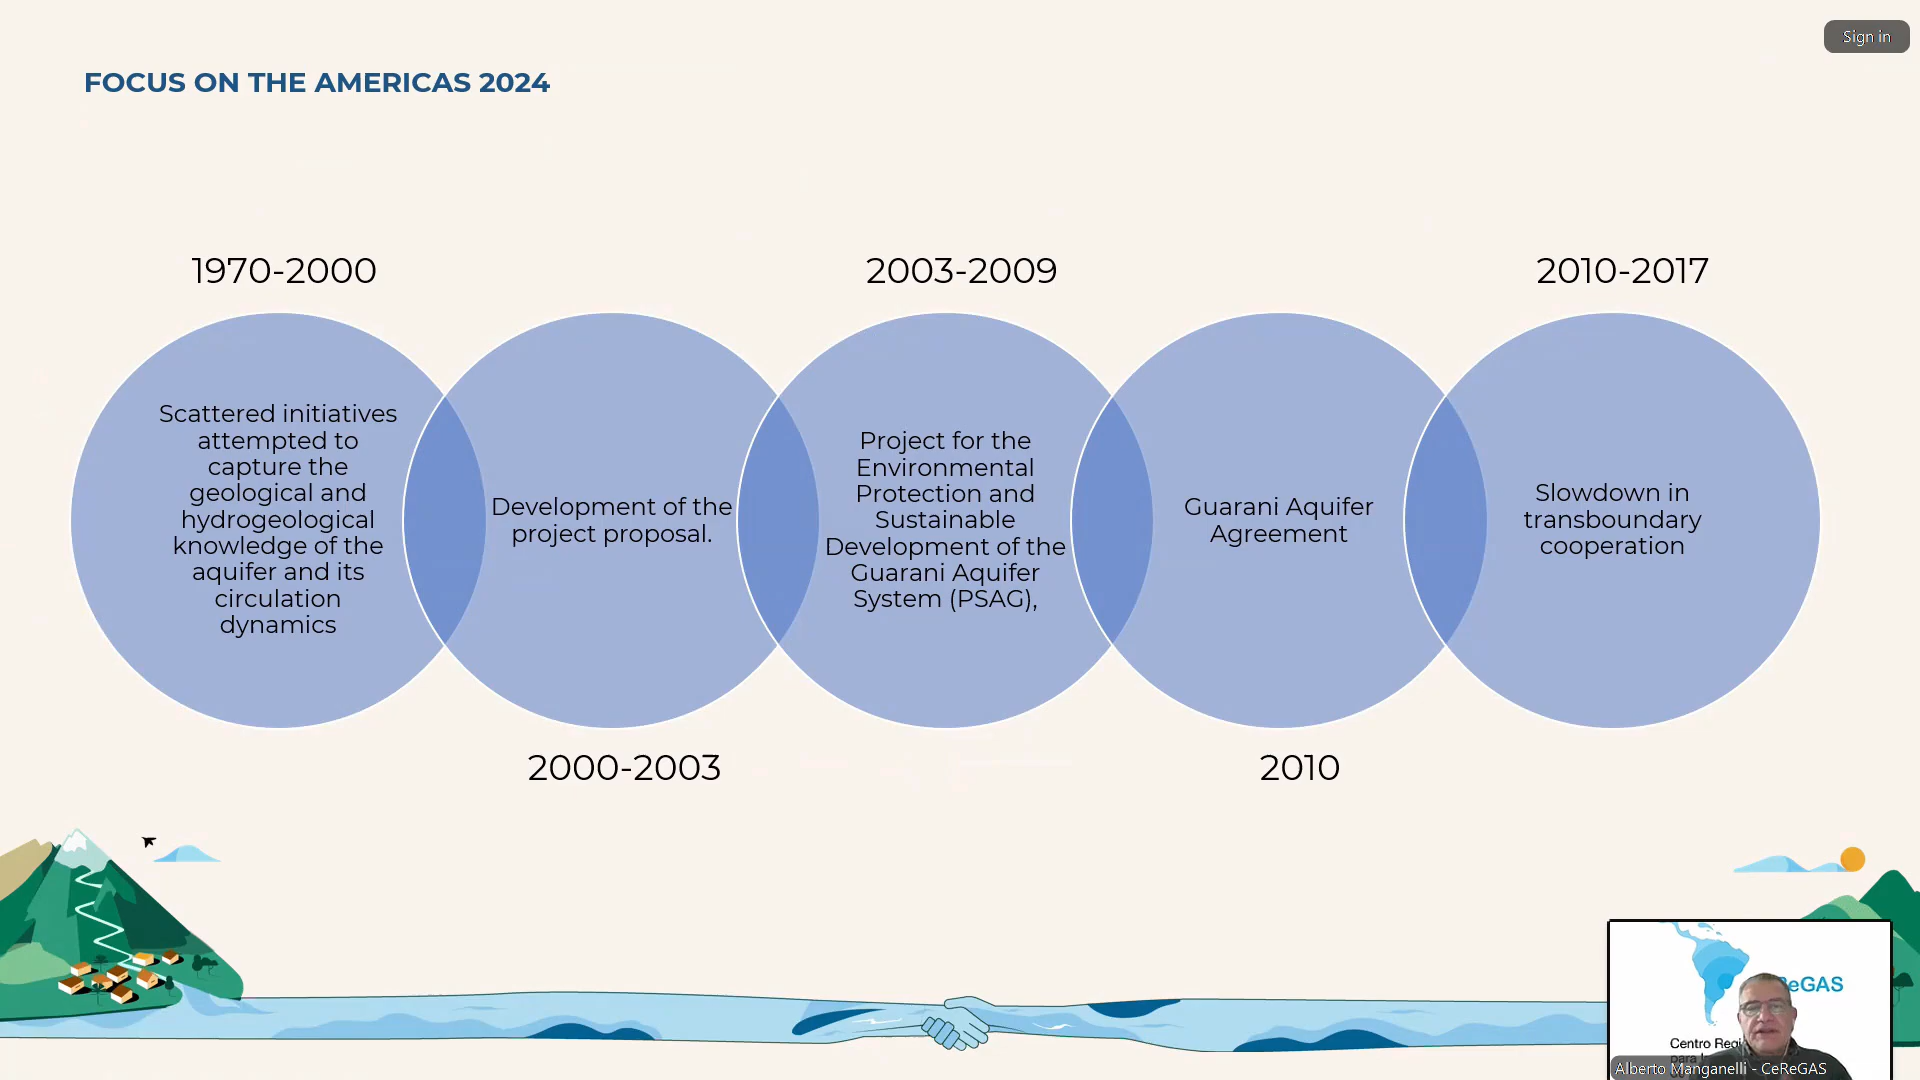 Sign in
FOCUS ON THE AMERICAS 2024
1970-2000
2003-2009
2010-2017
Scattered initiatives
attempted to
capture the
geological and
hydrogeological
knowledge of the
aquifer and its
circulation
dynamics
Development of the
project proposal.
Project for the
Environmental
Protection and
Sustainable
Development of the
Guarani Aquifer
System (PSAG),
Guarani Aquifer
Agreement
Slowdown in
transboundary
cooperation
2000-2003
2010
eGAS
Centro Regi
para
Alberto Manganelli - CeReGAS